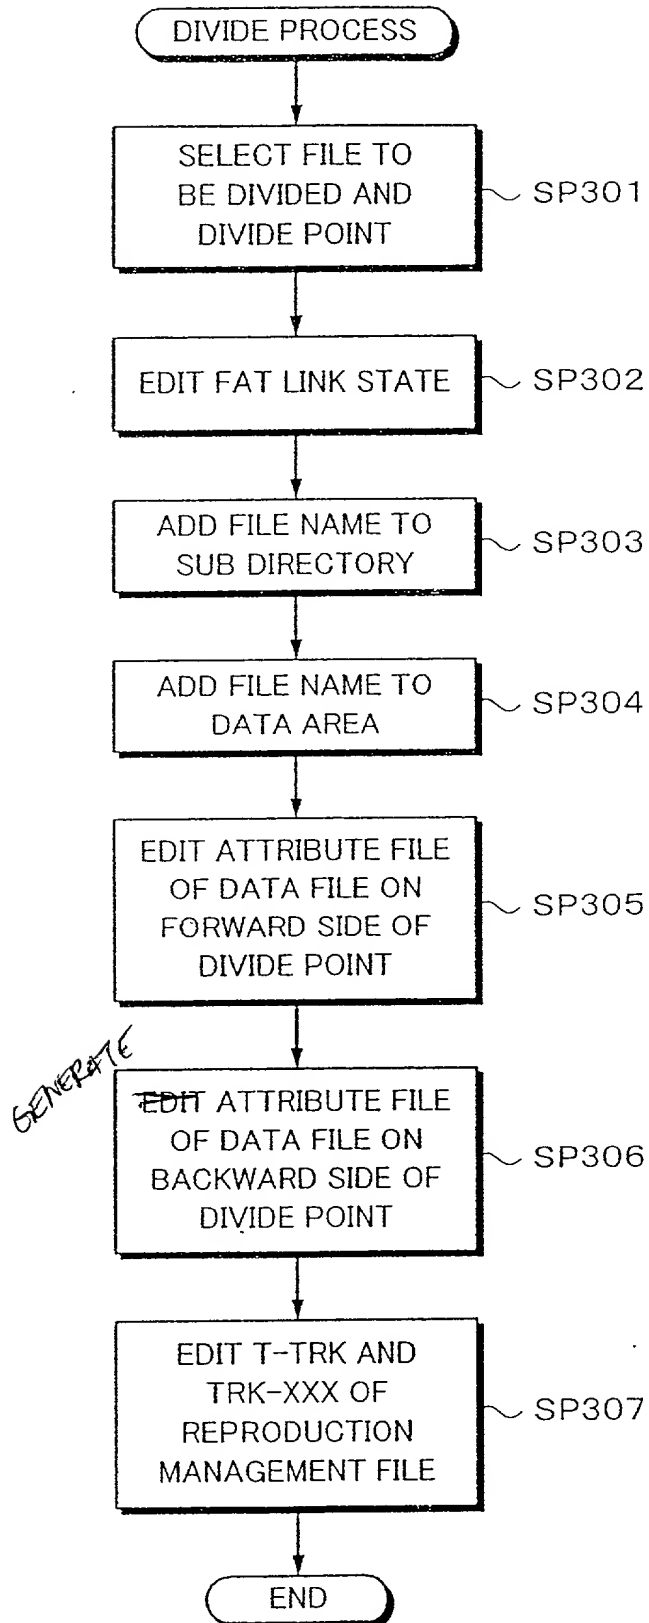 DIVIDE PROCESS
SELECT FILE TO
BE DIVIDED AND
DIVIDE POINT
SP301
EDIT FAT LINK STATE
SP302
ADD FILE NAME TO
SUB DIRECTORY
SP303
ADD FILE NAME TO
DATA AREA
SP304
EDIT ATTRIBUTE FILE
OF DATA FILE ON
FORWARD SIDE OF
DIVIDE POINT
SP305
GENERATE
EDIT ATTRIBUTE FILE
OF DATA FILE ON
BACKWARD SIDE OF
DIVIDE POINT
SP306
EDIT T-TRK AND
TRK-XXX OF
REPRODUCTION
MANAGEMENT FILE
SP307
END